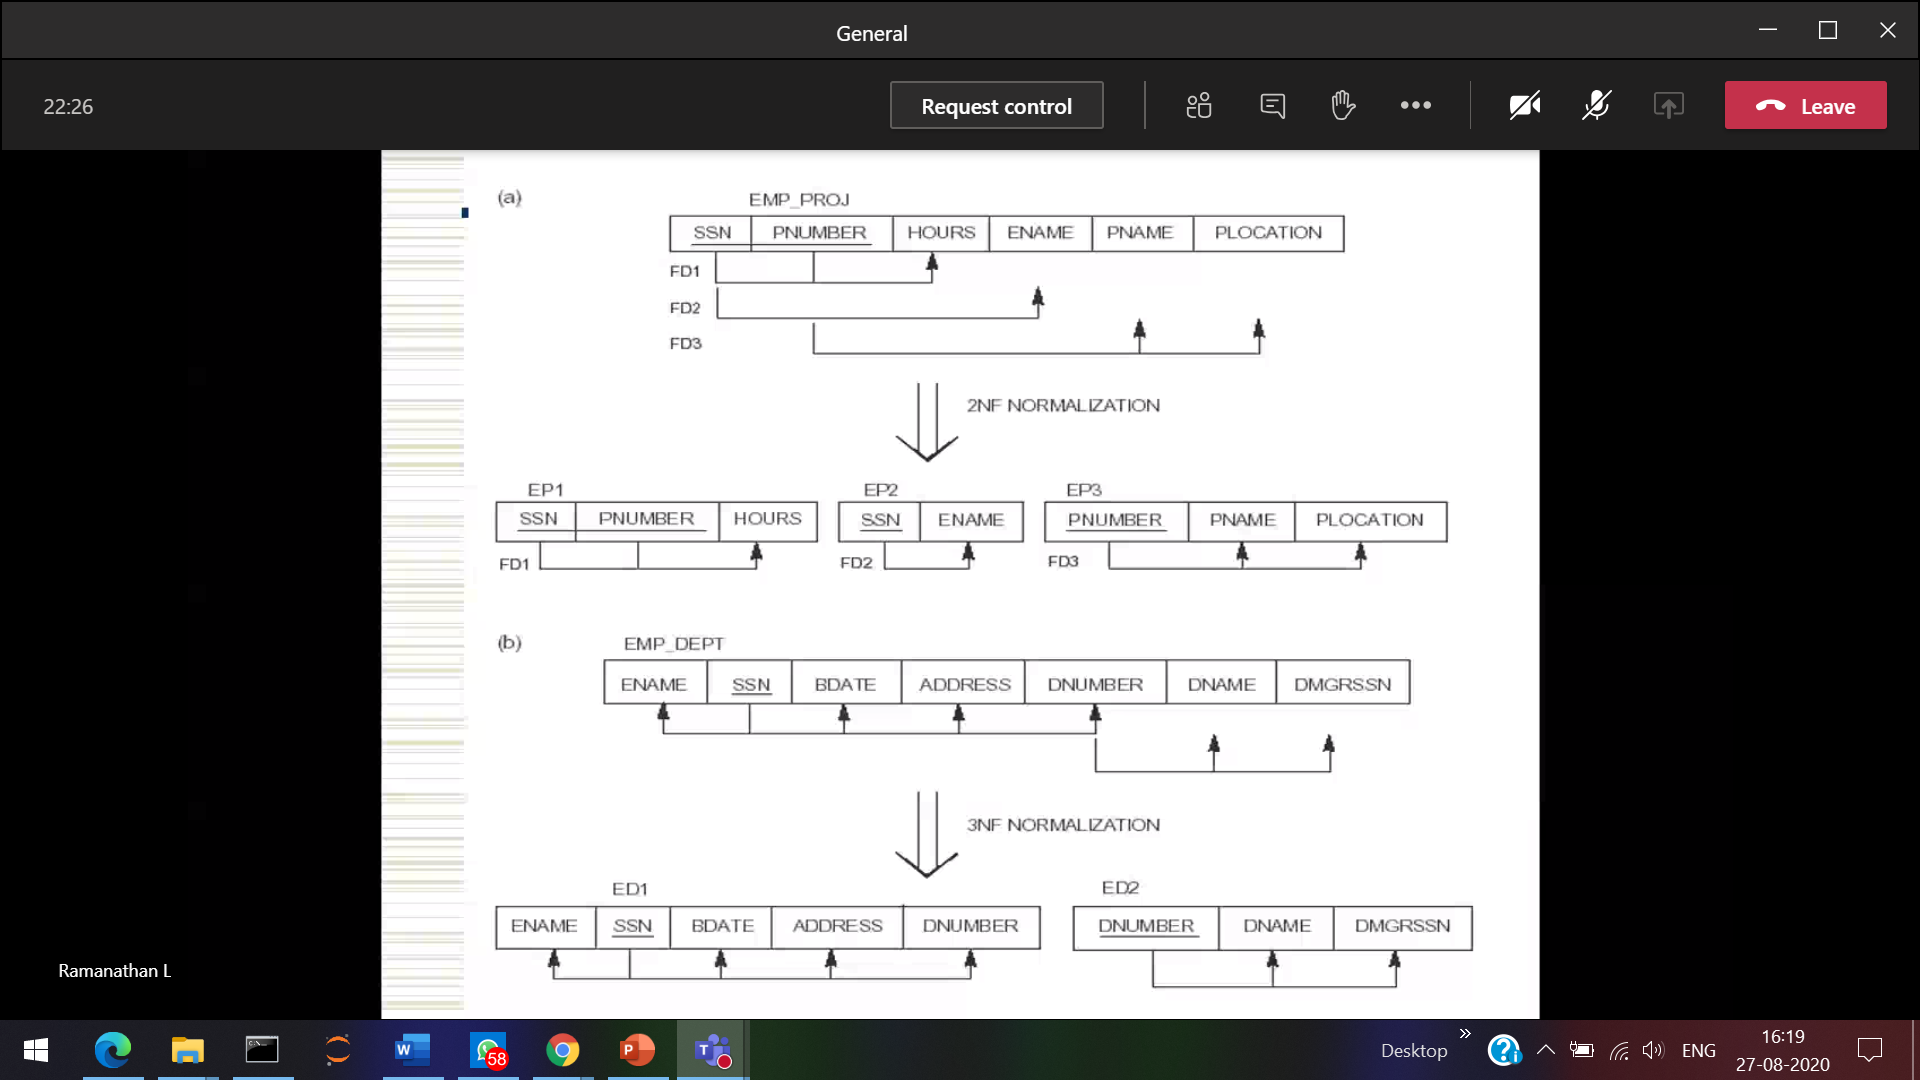 General
22:26
Request control
Leave
(a)
EMP_PROJ
SSN PNUMBER HOURS ENAME PNAME PLOCATION
FD1
FD2
FD3
2NF NORMALIZATION
EP1 EP2 EP3
SSN PNUMBER HOURS SSN ENAME PNUMBER PNAME PLOCATION
FD1 FD2 FD3
(b)
EMP_DEPT
ENAME SSN BDATE ADDRESS DNUMBER DNAME DMGRSSN
3NF NORMALIZATION
ED1 ED2
ENAME SSN BDATE ADDRESS DNUMBER DNUMBER DNAME DMGRSSN
Ramanathan L
58
Desktop
ENG
16:19
27-08-2020